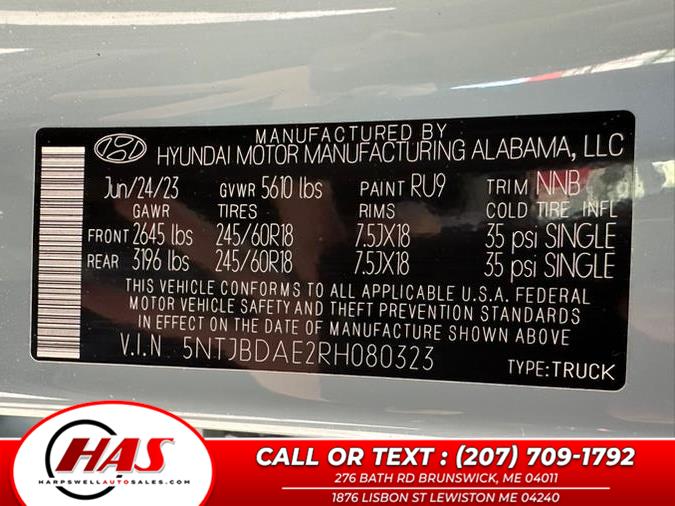 MANUFACTURED BY
HYUNDAI MOTOR MANUFACTURING ALABAMA, LLC
Jun/24/23 GVWR 5610 lbs PAINT RU9 TRIM NNB
GAWR TIRES RIMS COLD TIRE INFL
FRONT 2645 lbs 245/60R18 7.5JX18 35 psi SINGLE
REAR 3196 lbs 245/60R18 7.5JX18 35 psi SINGLE
THIS VEHICLE CONFORMS TO ALL APPLICABLE U.S.A. FEDERAL
MOTOR VEHICLE SAFETY AND THEFT PREVENTION STANDARDS
IN EFFECT ON THE DATE OF MANUFACTURE SHOWN ABOVE
V.I.N. 5NTJBDAE2RH080323
TYPE:TRUCK
HAS
HARPSWELLAUTOSALES.COM
CALL OR TEXT : (207) 709-1792
276 BATH RD BRUNSWICK, ME 04011
1876 LISBON ST LEWISTON ME 04240